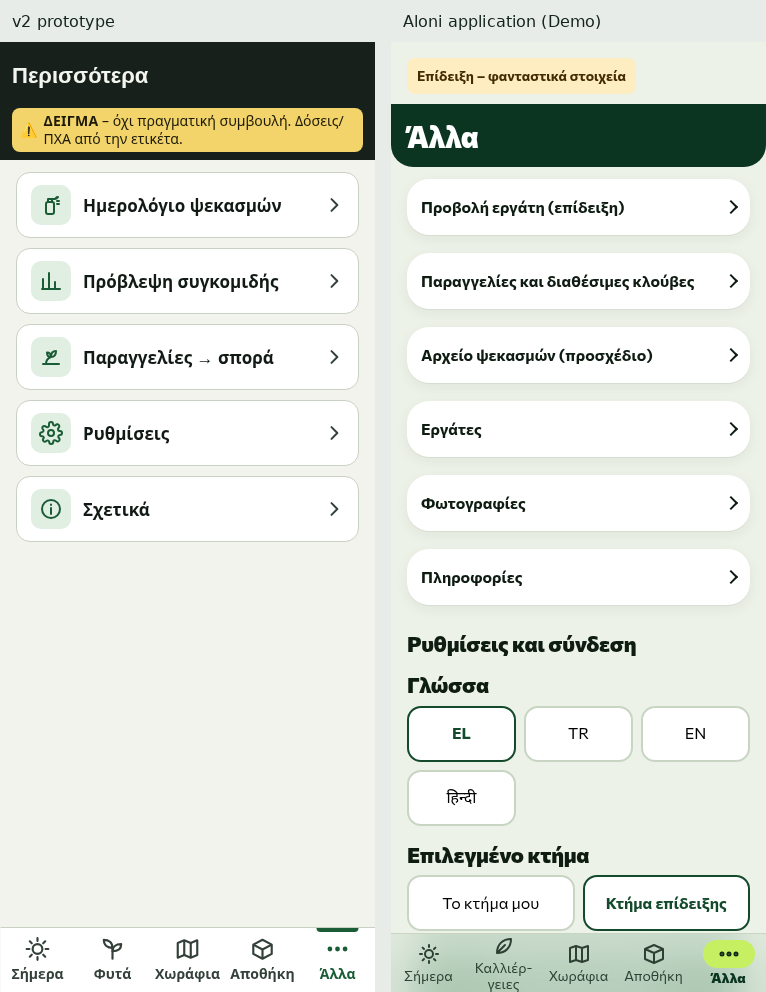 v2 prototype
Περισσότερα
⚠️ ΔΕΙΓΜΑ – όχι πραγματική συμβουλή. Δόσεις/
ΠΧΑ από την ετικέτα.
Ημερολόγιο ψεκασμών
Πρόβλεψη συγκομιδής
Παραγγελίες → σπορά
Ρυθμίσεις
Σχετικά
Σήμερα
Φυτά
Χωράφια
Αποθήκη
Άλλα
Aloni application (Demo)
Επίδειξη – φανταστικά στοιχεία
Άλλα
Προβολή εργάτη (επίδειξη)
Παραγγελίες και διαθέσιμες κλούβες
Αρχείο ψεκασμών (προσχέδιο)
Εργάτες
Φωτογραφίες
Πληροφορίες
Ρυθμίσεις και σύνδεση
Γλώσσα
EL
TR
EN
हिन्दी
Επιλεγμένο κτήμα
Το κτήμα μου
Κτήμα επίδειξης
Σήμερα
Καλλιέρ-
γειες
Χωράφια
Αποθήκη
Άλλα